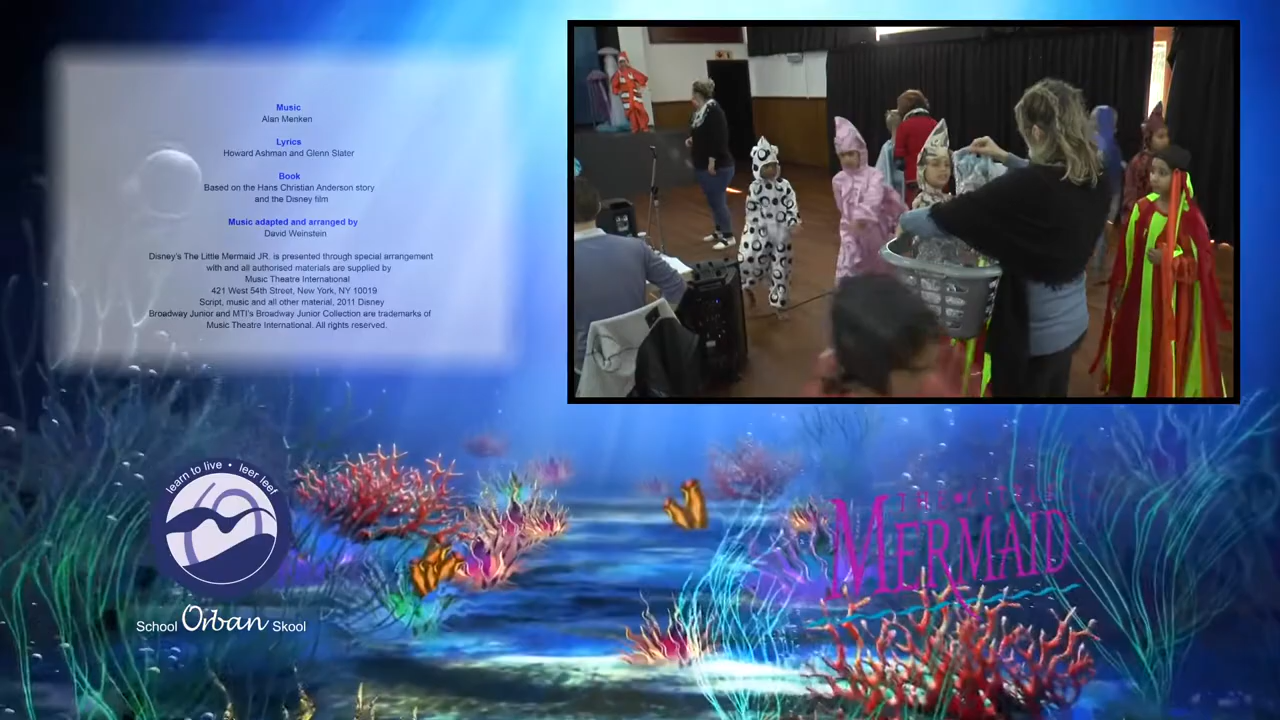 Music
Alan Menken
Lyrics
Howard Ashman and Glenn Slater
Book
Based on the Hans Christian Anderson story
and the Disney film
Music adapted and arranged by
David Weinstein
Disney's The Little Mermaid JR. is presented through special arrangement
with and all authorised materials are supplied by
Music Theatre International
421 West 54th Street, New York, NY 10019
Script, music and all other material, 2011 Disney
Broadway Junior and MTI's Broadway Junior Collection are trademarks of
Music Theatre International. All rights reserved.
learn to live • leer leef
School Orban Skool
THE LITTLE
MERMAID